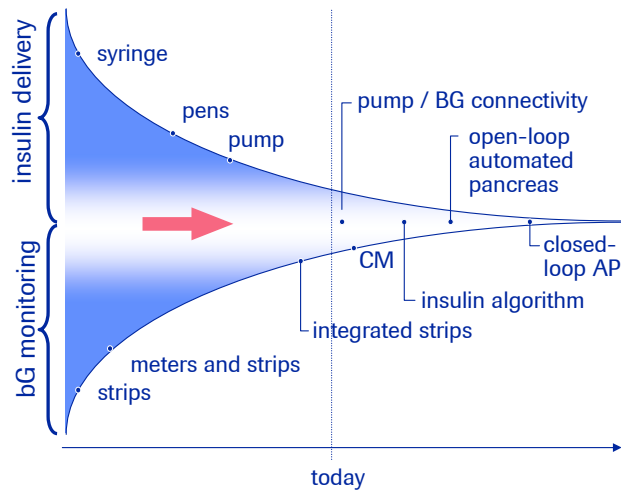 insulin delivery
syringe
pens
pump
pump / BG connectivity
open-loop
automated
pancreas
closed-
loop AP
CM
insulin algorithm
integrated strips
bG monitoring
meters and strips
strips
today